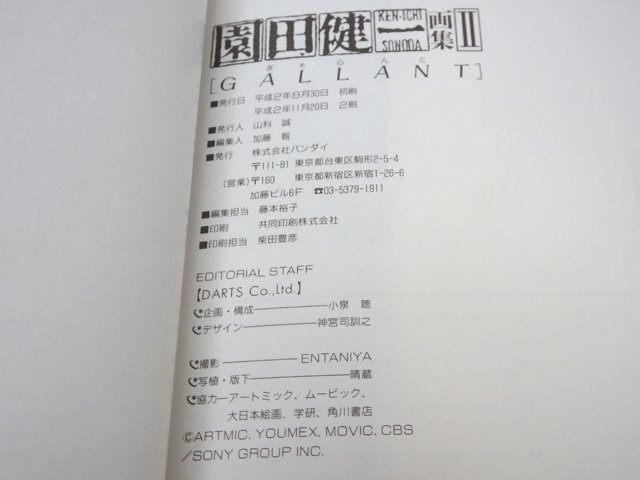 園田健一 KEN-ICHI SONODA 画集II
ぎゃらんと
[GALLANT]
■発行日 平成2年8月30日 初刷
平成2年11月20日 2刷
■発行人 山科 誠
■編集人 加藤 智
■発行 株式会社バンダイ
〒111-81 東京都台東区駒形2-5-4
(営業)〒160 東京都新宿区新宿1-26-6
加藤ビル6F ☎03-5379-1911
■編集担当 藤本裕子
■印刷 共同印刷株式会社
■印刷担当 柴田豊彦
EDITORIAL STAFF
【DARTS Co.,Ltd.】
企画・構成────小泉 聰
デザイン────神宮司訓之
撮影────ENTANIYA
写植・版下────晴蔵
協力─アートミック、ムービック、
大日本絵画、学研、角川書店
©ARTMIC. YOUMEX. MOVIC. CBS
/SONY GROUP INC.